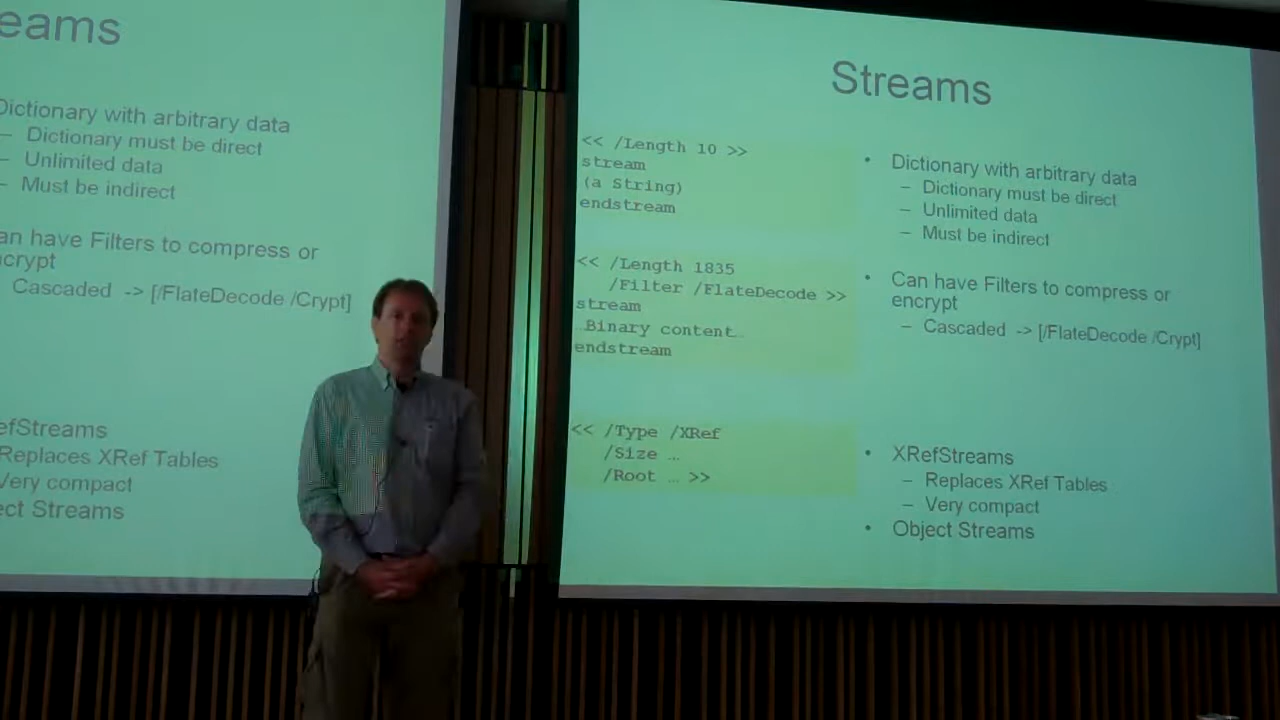 eams
Dictionary with arbitrary data
– Dictionary must be direct
– Unlimited data
– Must be indirect
an have Filters to compress or
crypt
Cascaded -> [/FlateDecode /Crypt]
efStreams
Replaces XRef Tables
Very compact
ect Streams
Streams
<< /Length 10 >>
stream
(a String)
endstream
<< /Length 1835
/Filter /FlateDecode >>
stream
…Binary content…
endstream
<< /Type /XRef
/Size …
/Root … >>
• Dictionary with arbitrary data
– Dictionary must be direct
– Unlimited data
– Must be indirect
• Can have Filters to compress or
encrypt
– Cascaded -> [/FlateDecode /Crypt]
• XRefStreams
– Replaces XRef Tables
– Very compact
• Object Streams